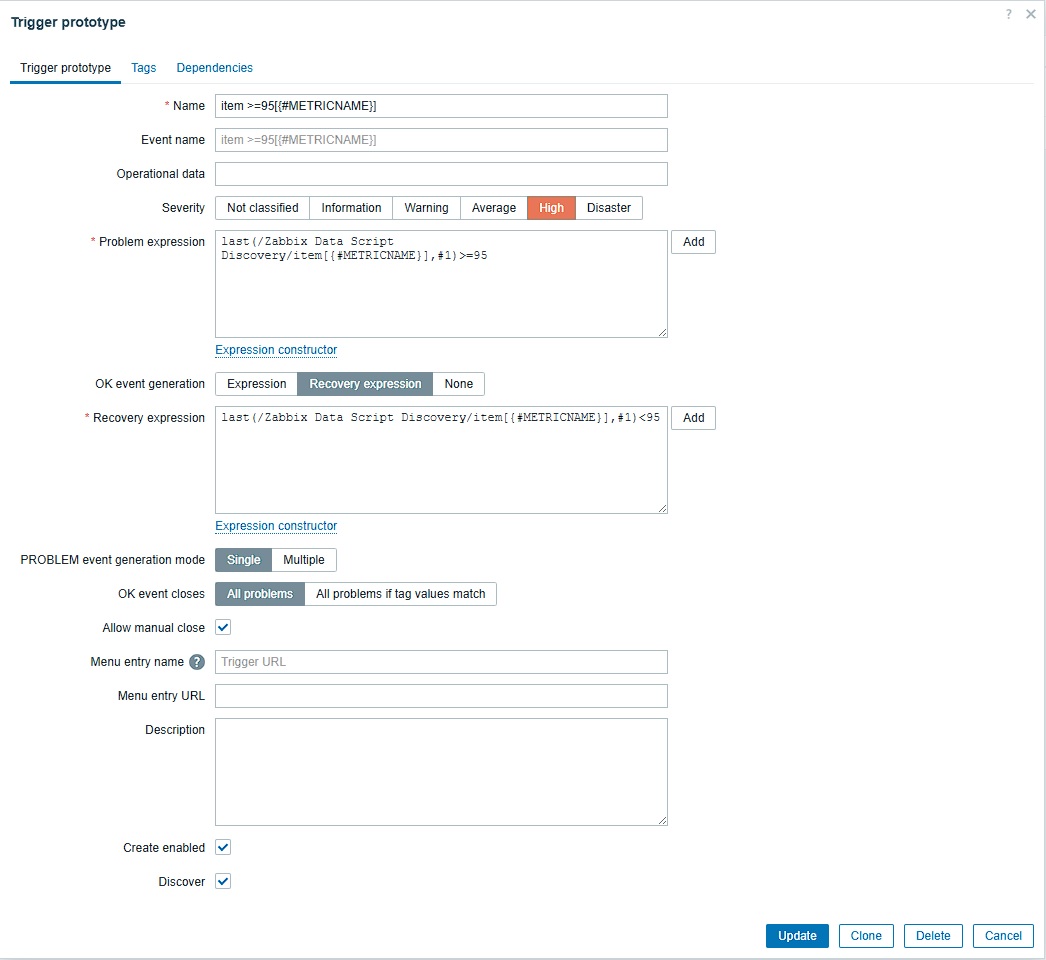 Trigger prototype
? ×
Trigger prototype Tags Dependencies
* Name item >=95[{#METRICNAME}]
Event name item >=95[{#METRICNAME}]
Operational data
Severity Not classified Information Warning Average High Disaster
* Problem expression last(/Zabbix Data Script
Discovery/item[{#METRICNAME}],#1)>=95
Add
Expression constructor
OK event generation Expression Recovery expression None
* Recovery expression last(/Zabbix Data Script Discovery/item[{#METRICNAME}],#1)<95 Add
Expression constructor
PROBLEM event generation mode Single Multiple
OK event closes All problems All problems if tag values match
Allow manual close
Menu entry name ? Trigger URL
Menu entry URL
Description
Create enabled
Discover
Update Clone Delete Cancel